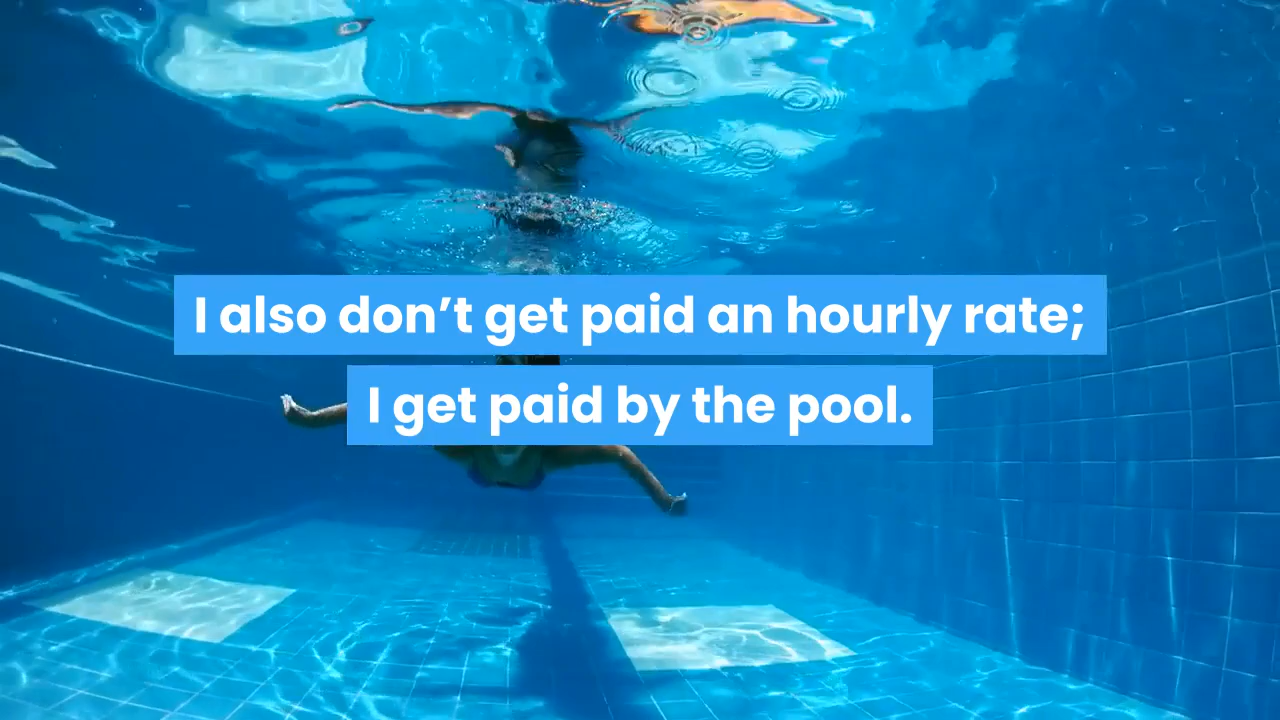 I also don’t get paid an hourly rate;
I get paid by the pool.